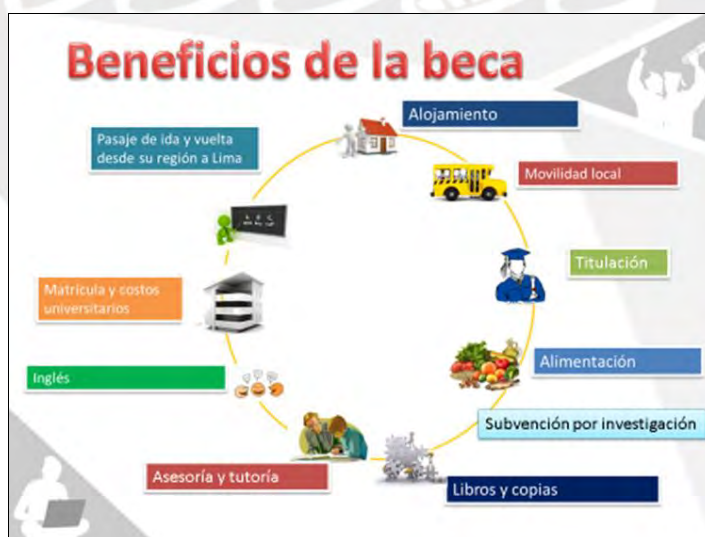 Beneficios de la beca
Alojamiento
Pasaje de ida y vuelta
desde su región a Lima
Movilidad local
Titulación
Matrícula y costos
universitarios
Alimentación
Inglés
Subvención por investigación
Asesoría y tutoría
Libros y copias